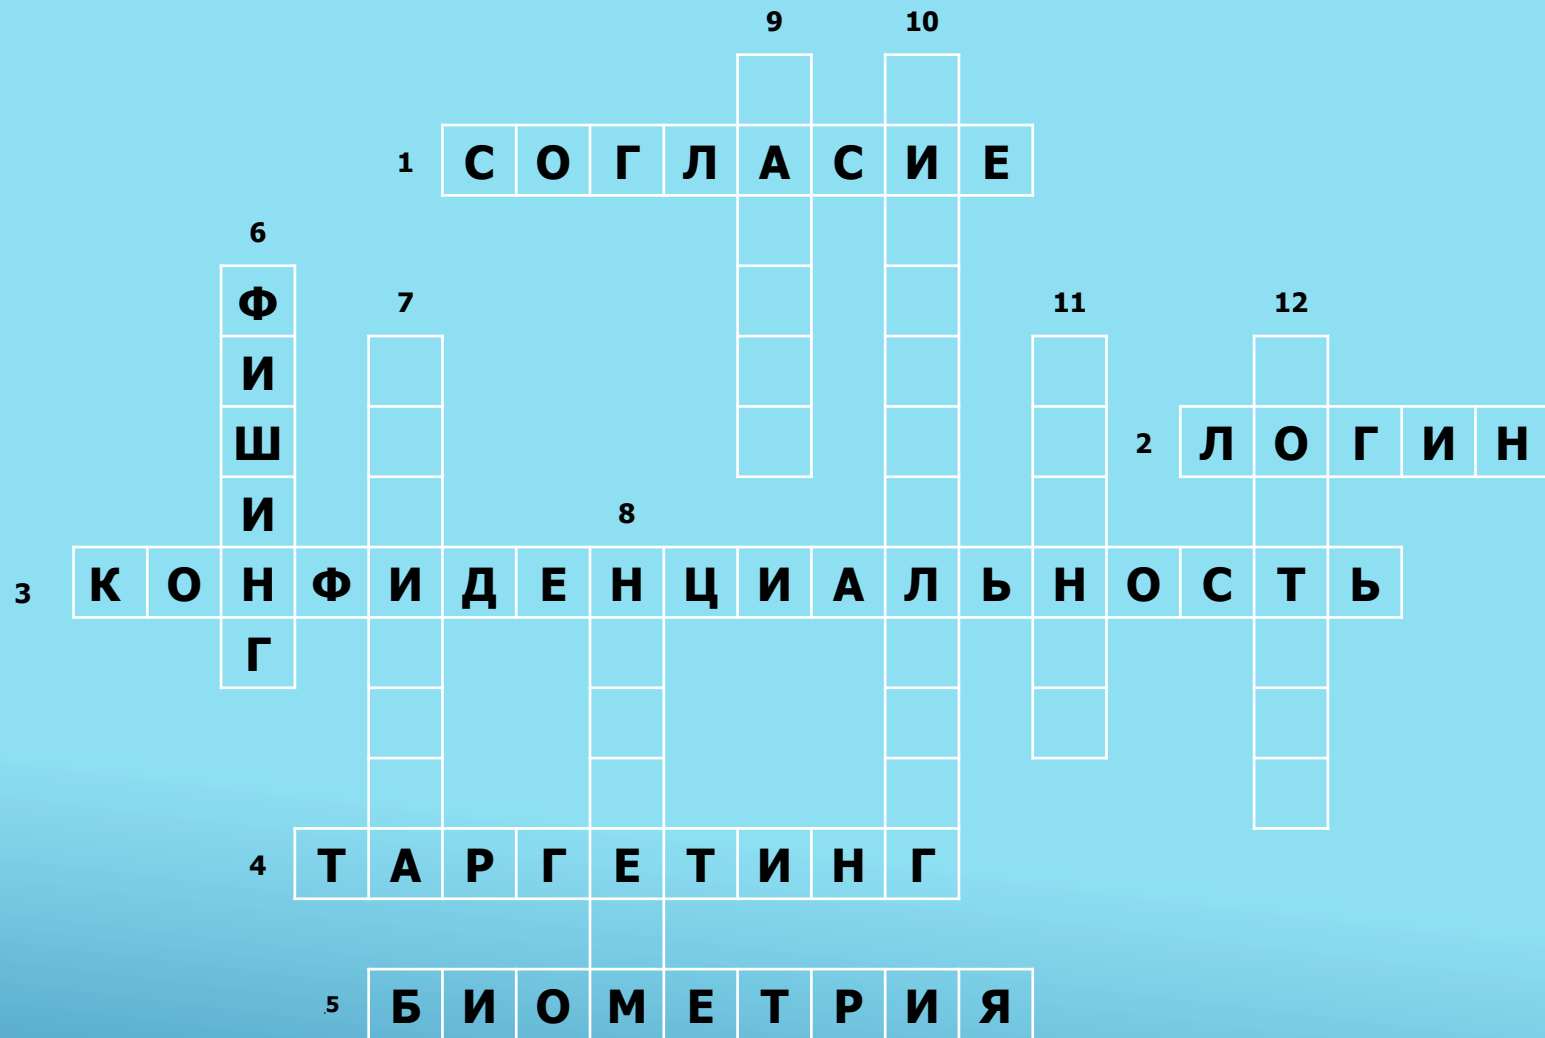 9 10
1 СОГЛАСИЕ
6
Ф 7 11 12
И
Ш 2 ЛОГИН
И 8
3 КОНФИДЕНЦИАЛЬНОСТЬ
Г
4 ТАРГЕТИНГ
5 БИОМЕТРИЯ